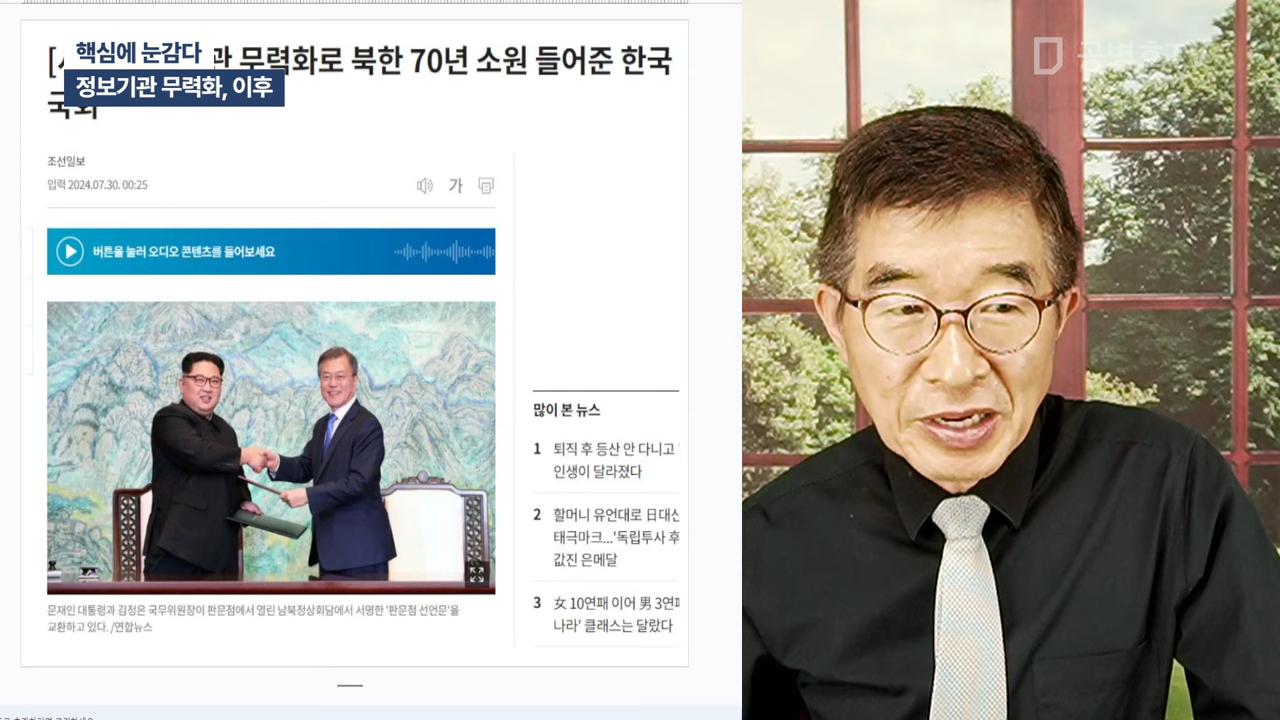 핵심에 눈감다
정보기관 무력화, 이후
무력화로 북한 70년 소원 들어준 한국
국회
조선일보
입력 2024.07.30. 00:25
가
버튼을 눌러 오디오 콘텐츠를 들어보세요
문재인 대통령과 김정은 국무위원장이 판문점에서 열린 남북정상회담에서 서명한 '판문점 선언문'을
교환하고 있다. /연합뉴스
많이 본 뉴스
1 퇴직 후 등산 안 다니고
인생이 달라졌다
2 할머니 유언대로 日대신
태극마크...'독립투사 후
값진 은메달
3 女 10연패 이어 男 3연패
나라' 클래스는 달랐다
공병호TV